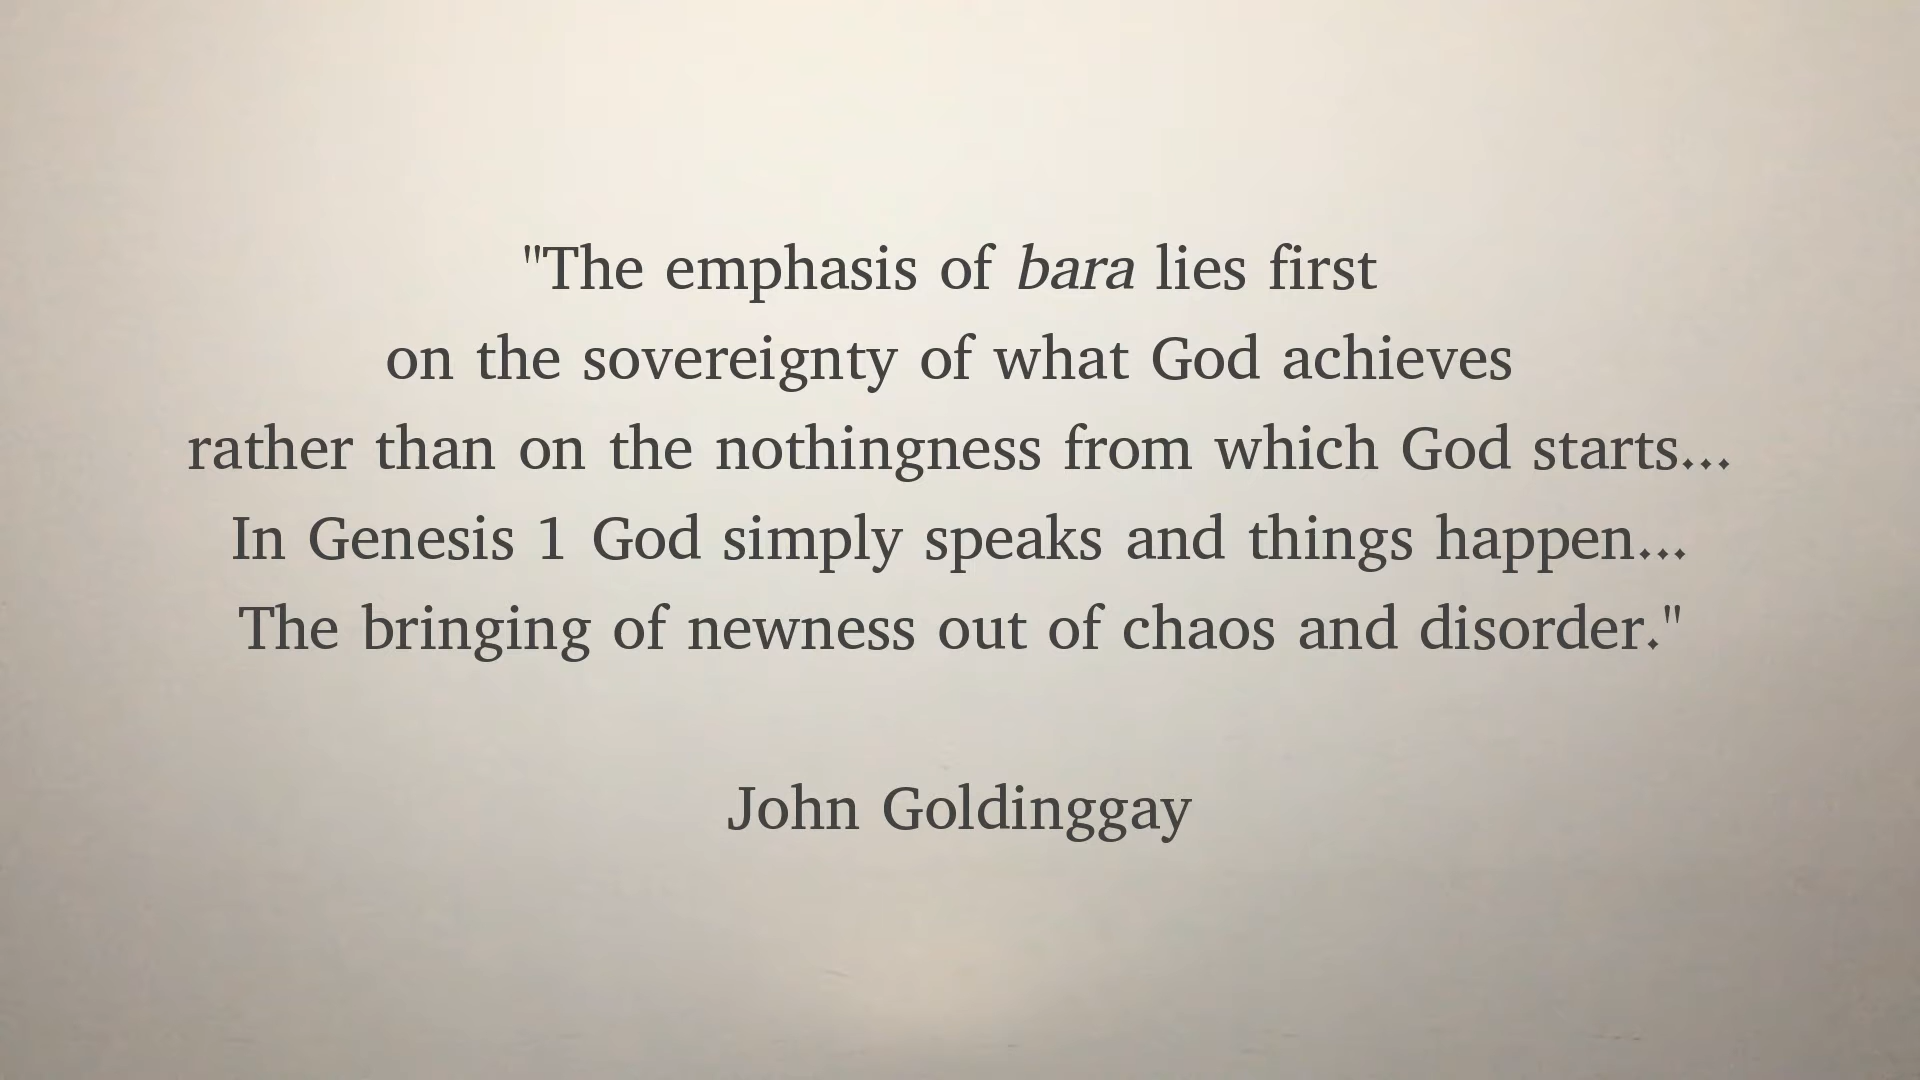 "The emphasis of bara lies first
on the sovereignty of what God achieves
rather than on the nothingness from which God starts...
In Genesis 1 God simply speaks and things happen...
The bringing of newness out of chaos and disorder."
John Goldinggay